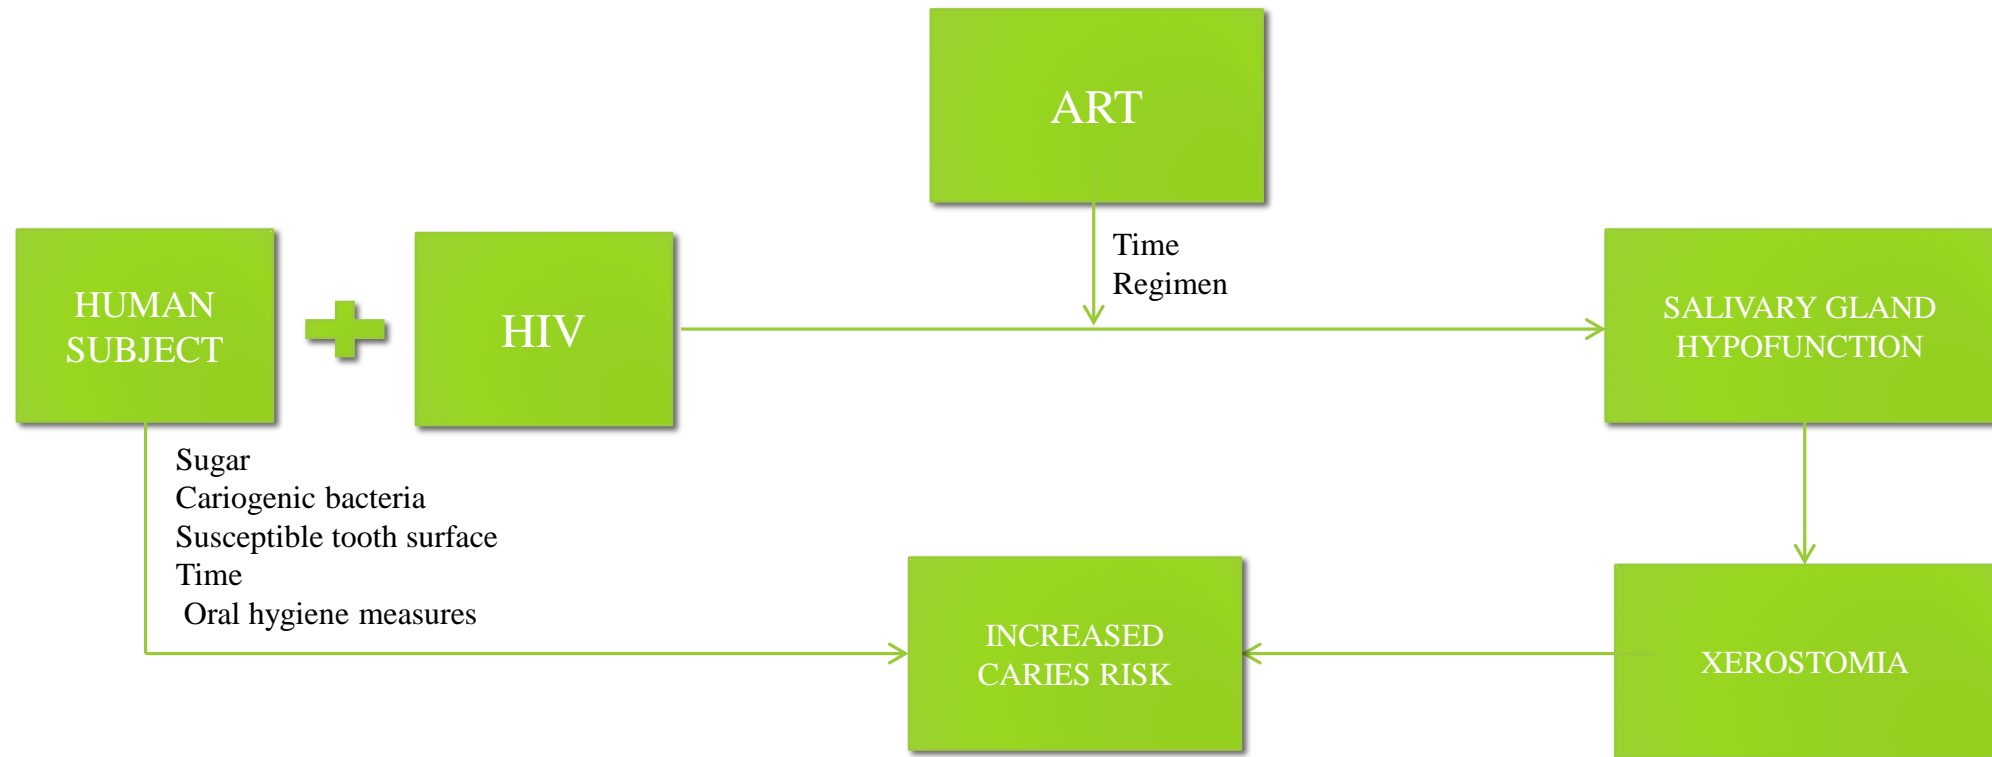 ART
Time
Regimen
HUMAN
SUBJECT
HIV
SALIVARY GLAND
HYPOFUNCTION
Sugar
Cariogenic bacteria
Susceptible tooth surface
Time
Oral hygiene measures
INCREASED
CARIES RISK
XEROSTOMIA